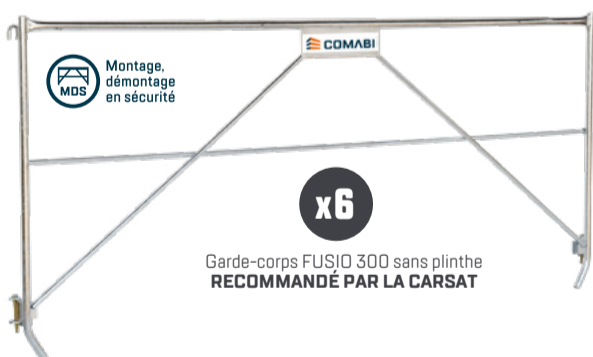 COMABI
MDS
Montage,
démontage
en sécurité
x6
Garde-corps FUSIO 300 sans plinthe
RECOMMANDÉ PAR LA CARSAT